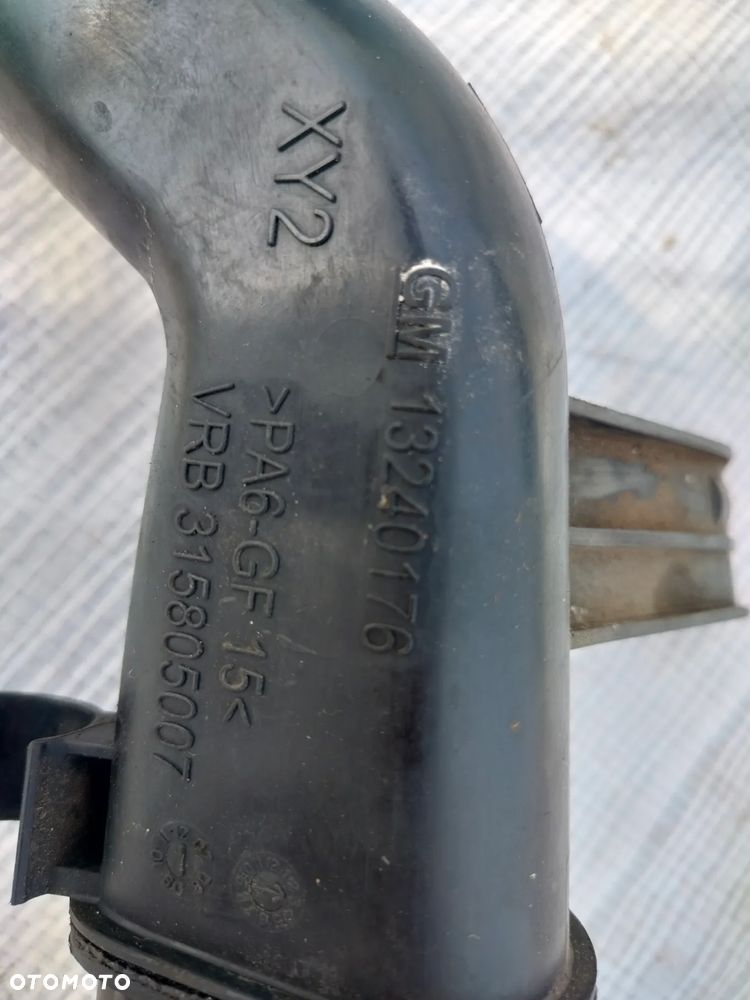 XY2
GM 13240176
>PA6-GF 15<
VRB 315805007
OTOMOTO